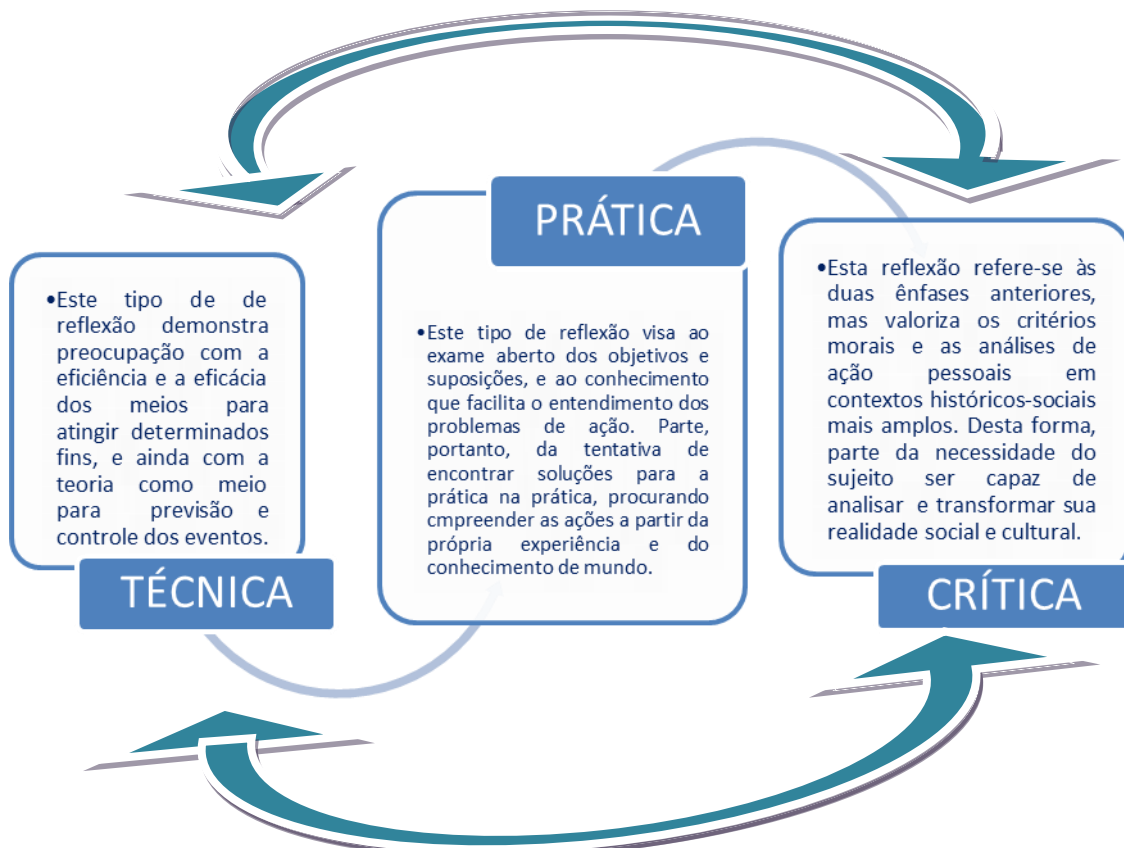 •Este tipo de de
reflexão demonstra
preocupação com a
eficiência e a eficácia
dos meios para
atingir determinados
fins, e ainda com a
teoria como meio
para previsão e
controle dos eventos.
TÉCNICA
PRÁTICA
•Este tipo de reflexão visa ao
exame aberto dos objetivos e
suposições, e ao conhecimento
que facilita o entendimento dos
problemas de ação. Parte,
portanto, da tentativa de
encontrar soluções para a
prática na prática, procurando
cmpreender as ações a partir da
própria experiência e do
conhecimento de mundo.
•Esta reflexão refere-se às
duas ênfases anteriores,
mas valoriza os critérios
morais e as análises de
ação pessoais em
contextos históricos-sociais
mais amplos. Desta forma,
parte da necessidade do
sujeito ser capaz de
analisar e transformar sua
realidade social e cultural.
CRÍTICA